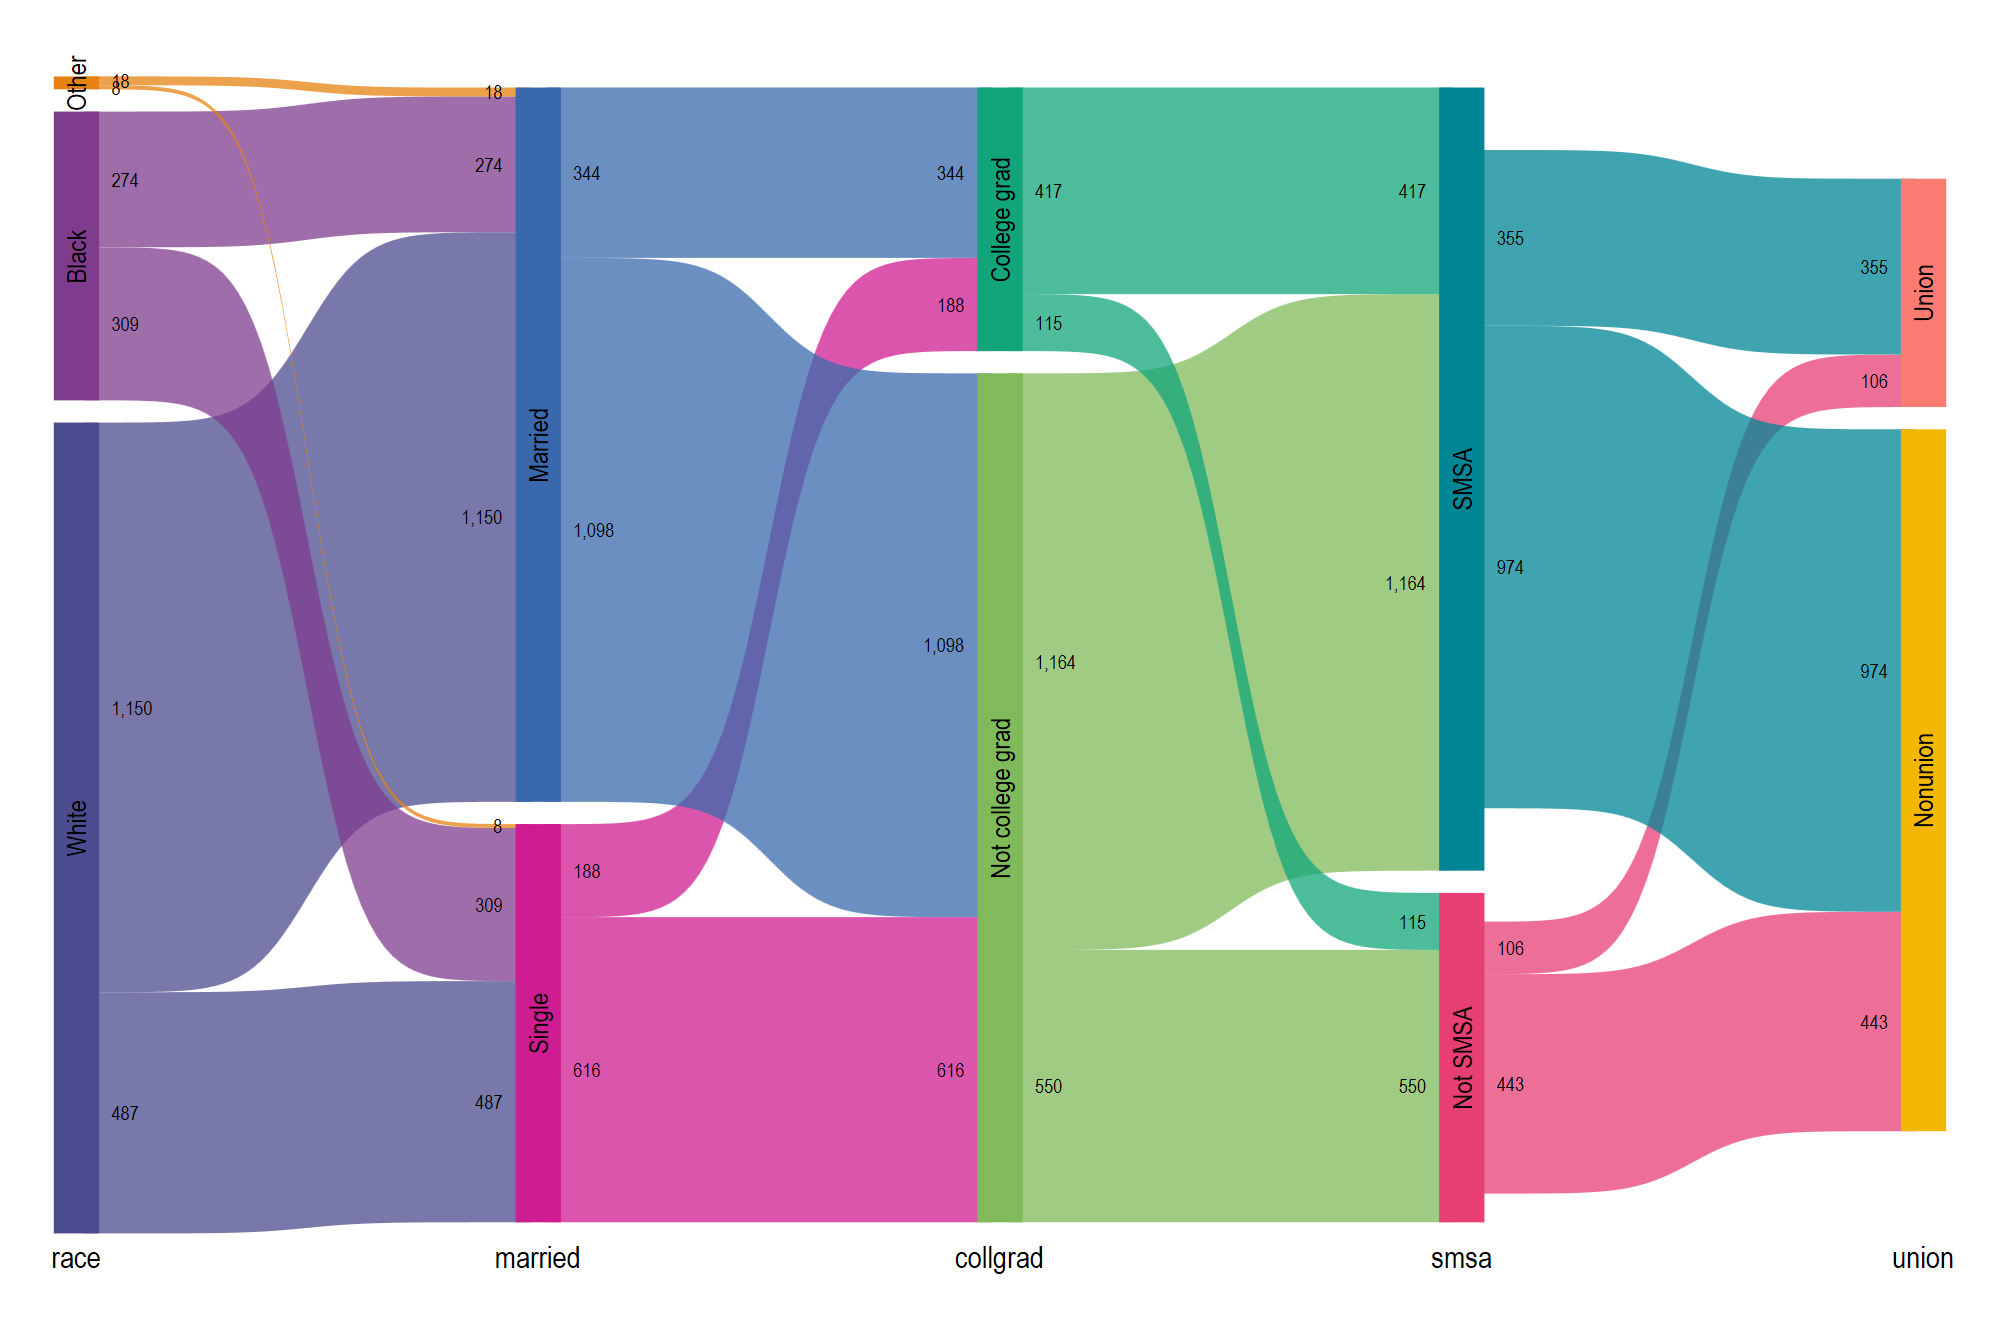 Other
18
8
Black
274
309
White
1,150
487
18
274
1,150
Married
344
1,098
8
309
487
Single
188
616
344
188
College grad
417
115
1,098
616
Not college grad
1,164
550
417
1,164
SMSA
355
974
115
550
Not SMSA
106
443
355
106
Union
974
443
Nonunion
race
married
collgrad
smsa
union